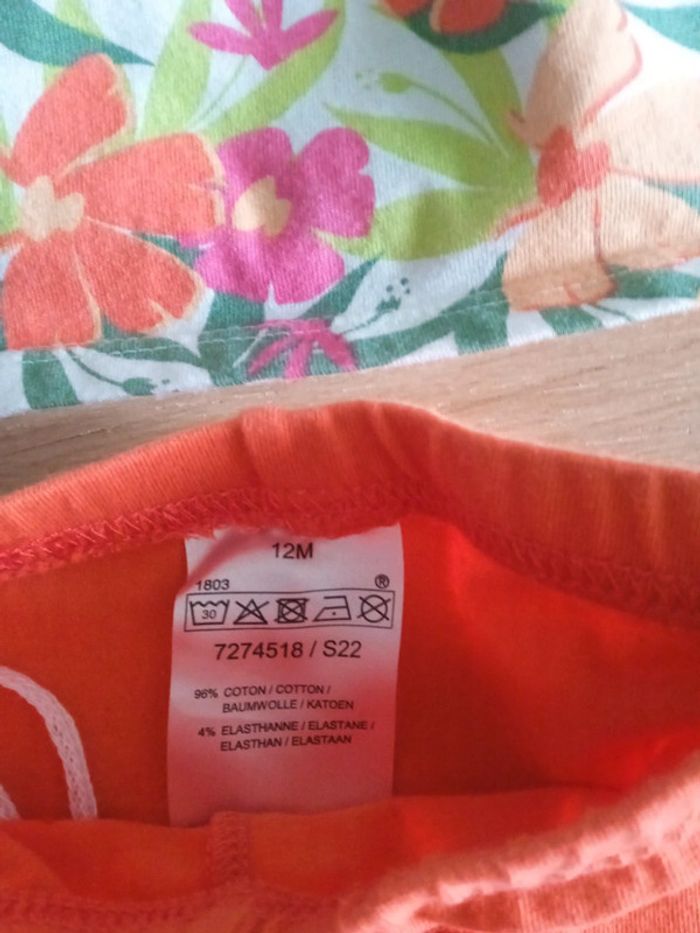 12M
1803 ®
30
7274518 / S22
96% COTON / COTTON /
BAUMWOLLE / KATOEN
4% ELASTHANNE / ELASTANE /
ELASTHAN / ELASTAAN